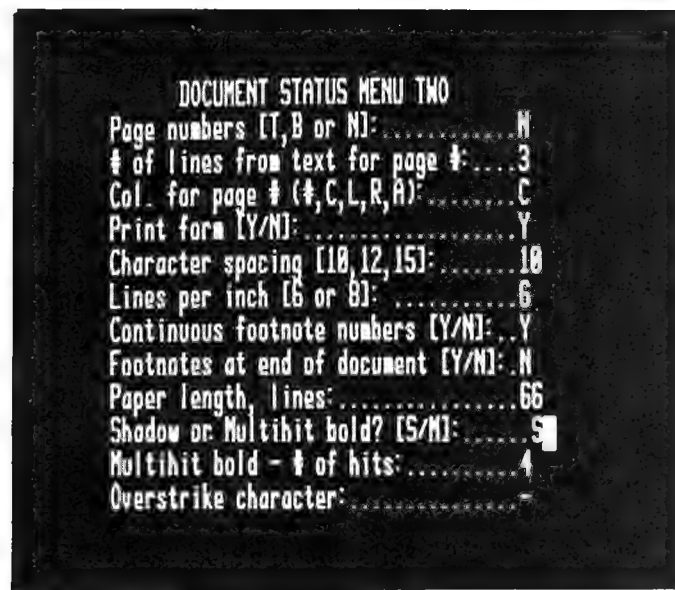 DOCUMENT STATUS MENU TWO
Page numbers [T,B or N]:............N
# of lines from text for page #:....3
Col. for page # (#,C,L,R,A):........C
Print form [Y/N]:...................Y
Character spacing [10,12,15]:.......10
Lines per inch [6 or 8]: ...........6
Continuous footnote numbers [Y/N]:..Y
Footnotes at end of document [Y/N]:.N
Paper length, lines:................66
Shadow or Multihit bold? [S/M]:......S
Multihit bold - # of hits:..........4
Overstrike character:...............-